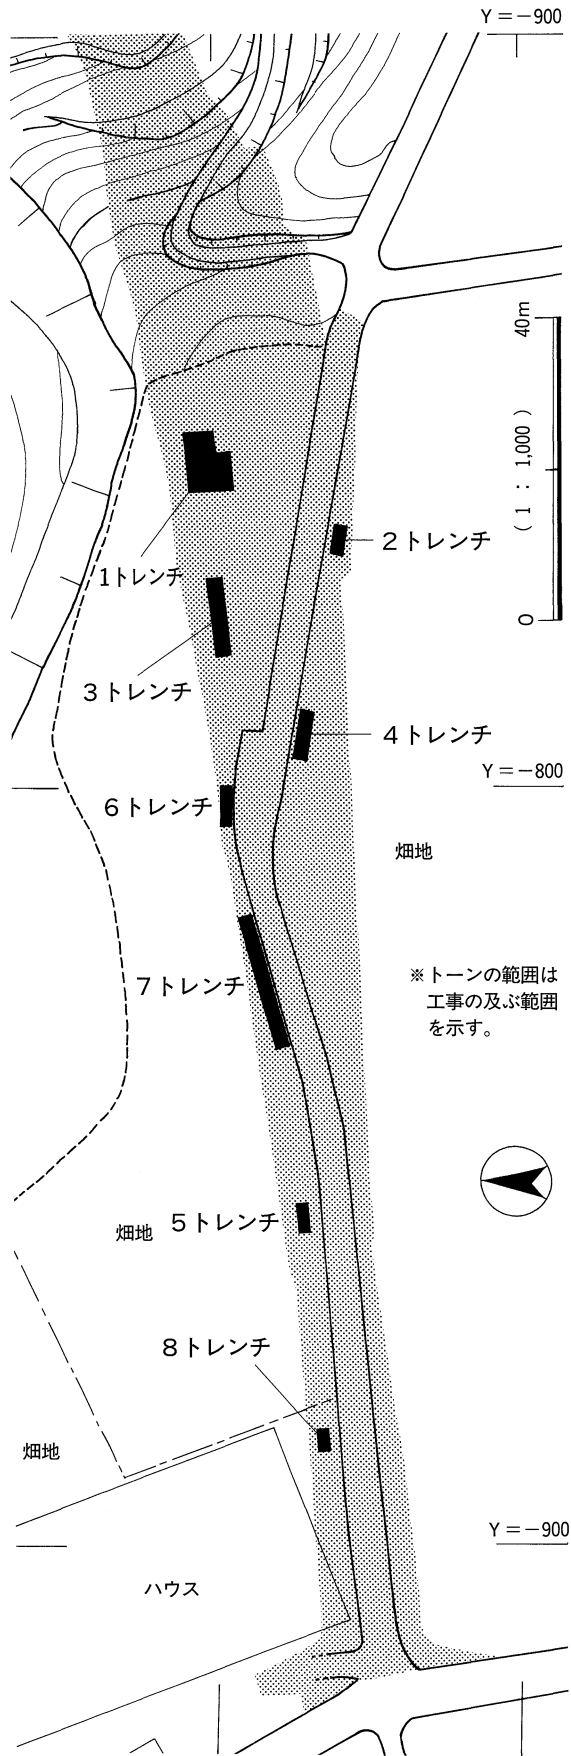 Y=-900
40m
(1:1,000)
0
1トレンチ
2トレンチ
3トレンチ
4トレンチ
Y=-800
6トレンチ
畑地
7トレンチ
※トーンの範囲は
工事の及ぶ範囲
を示す。
5トレンチ
畑地
8トレンチ
畑地
Y=-900
ハウス